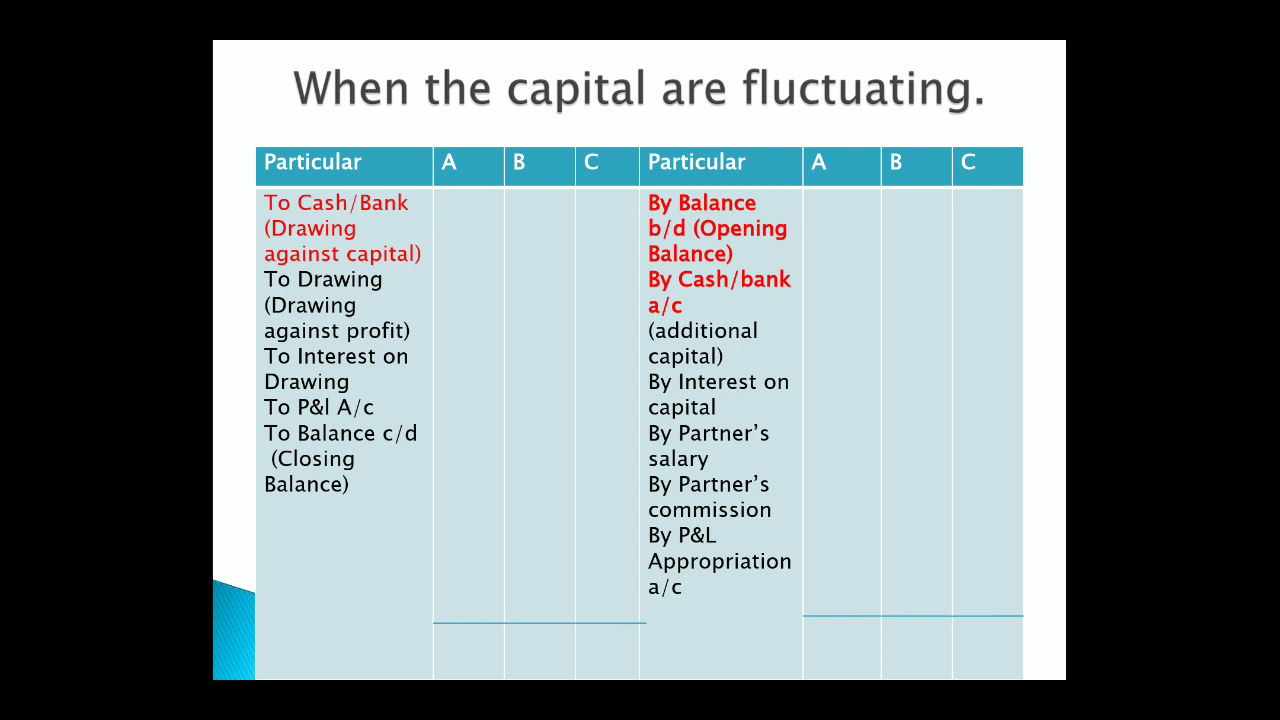 When the capital are fluctuating.
Particular A B C Particular A B C
To Cash/Bank
(Drawing
against capital)
To Drawing
(Drawing
against profit)
To Interest on
Drawing
To P&l A/c
To Balance c/d
(Closing
Balance)
By Balance
b/d (Opening
Balance)
By Cash/bank
a/c
(additional
capital)
By Interest on
capital
By Partner’s
salary
By Partner’s
commission
By P&L
Appropriation
a/c